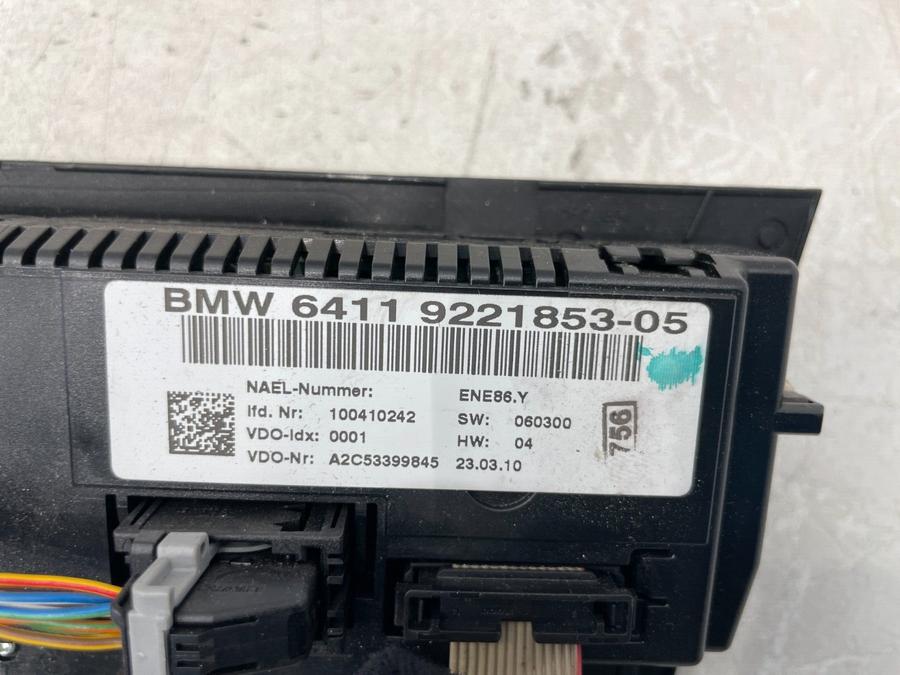 BMW 6411 9221853-05
NAEL-Nummer: ENE86.Y
lfd. Nr: 100410242 SW: 060300
VDO-Idx: 0001 HW: 04
VDO-Nr: A2C53399845 23.03.10
756